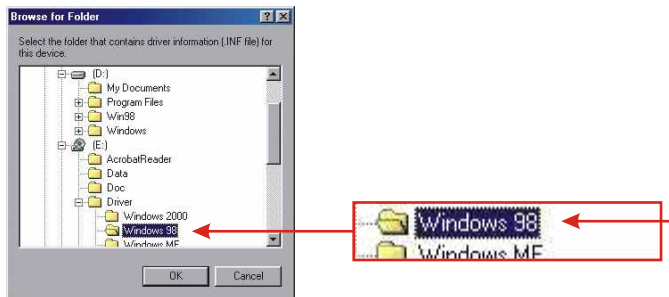 Browse for Folder
Select the folder that contains driver information (.INF file) for
this device.
(D:)
My Documents
Program Files
Win98
Windows
(E:)
AcrobatReader
Data
Doc
Driver
Windows 2000
Windows 98
Windows ME
OK
Cancel
Windows 98
Windows ME